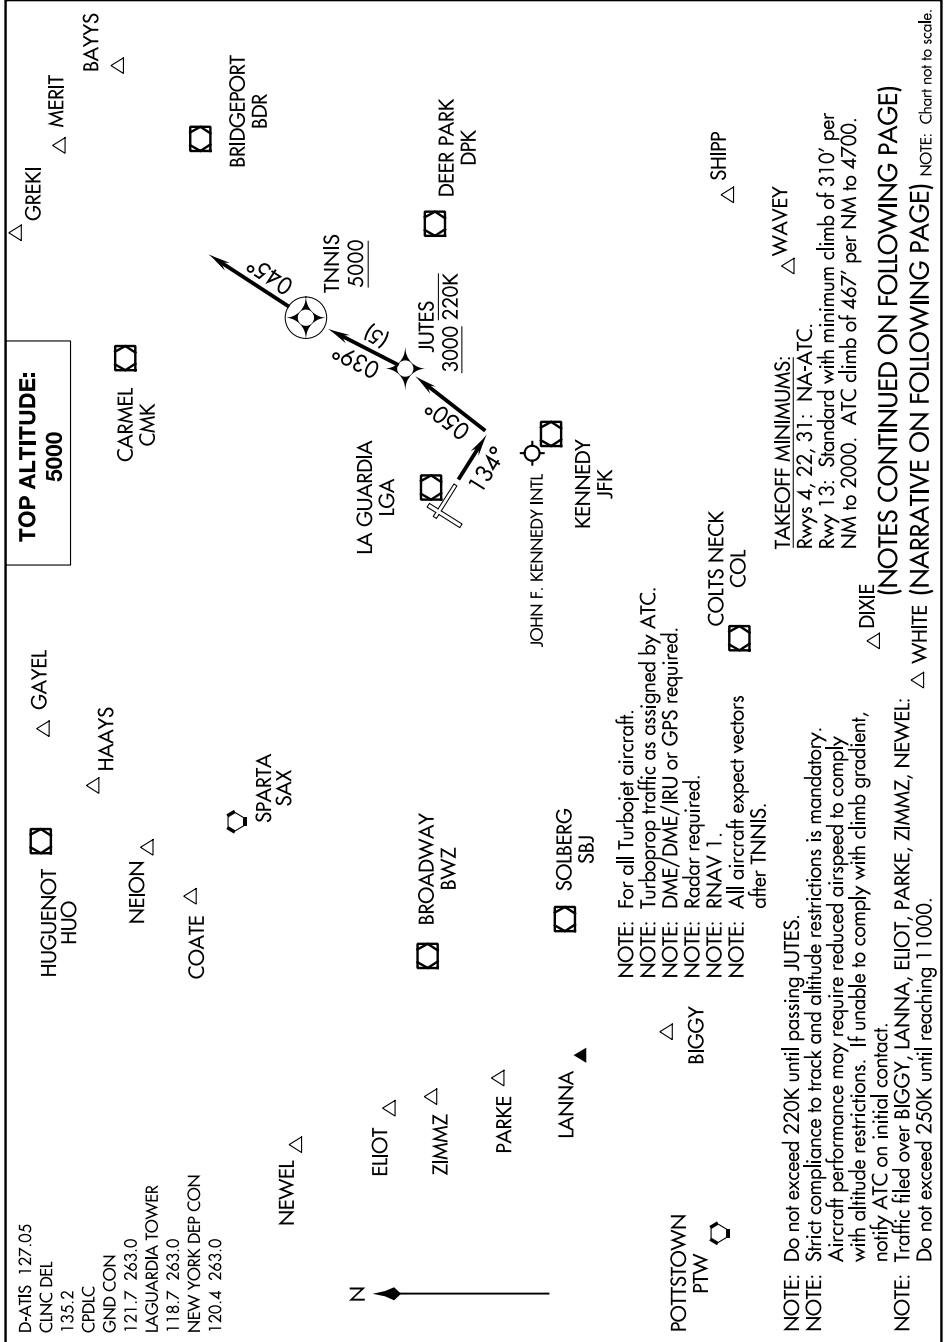 D-ATIS 127.05
CLNC DEL
135.2
CPDLC
GND CON
121.7 263.0
LAGUARDIA TOWER
118.7 263.0
NEW YORK DEP CON
120.4 263.0
TOP ALTITUDE:
5000
HUGUENOT
HUO
GAYEL
HAAYS
NEION
COATE
SPARTA
SAX
CARMEL
CMK
GREKI
MERIT
BAYYS
BRIDGEPORT
BDR
NEWEL
ELIOT
ZIMMZ
PARKE
LANNA
N
BROADWAY
BWZ
SOLBERG
SBJ
LA GUARDIA
LGA
134°
050°
JUTES
3000 220K
039°
(5)
TNNIS
5000
045°
DEER PARK
DPK
JOHN F. KENNEDY INTL
KENNEDY
JFK
POTTSTOWN
PTW
BIGGY
COLTS NECK
COL
SHIPP
WAVEY
DIXIE
WHITE
NOTE: For all Turbojet aircraft.
NOTE: Turboprop traffic as assigned by ATC.
NOTE: DME/DME/IRU or GPS required.
NOTE: Radar required.
NOTE: RNAV 1.
NOTE: All aircraft expect vectors
after TNNIS.
TAKEOFF MINIMUMS:
Rwys 4, 22, 31: NA-ATC.
Rwy 13: Standard with minimum climb of 310' per
NM to 2000. ATC climb of 467' per NM to 4700.
NOTE: Do not exceed 220K until passing JUTES.
NOTE: Strict compliance to track and altitude restrictions is mandatory.
Aircraft performance may require reduced airspeed to comply
with altitude restrictions. If unable to comply with climb gradient,
notify ATC on initial contact.
NOTE: Traffic filed over BIGGY, LANNA, ELIOT, PARKE, ZIMMZ, NEWEL:
Do not exceed 250K until reaching 11000.
(NOTES CONTINUED ON FOLLOWING PAGE)
(NARRATIVE ON FOLLOWING PAGE)
NOTE: Chart not to scale.